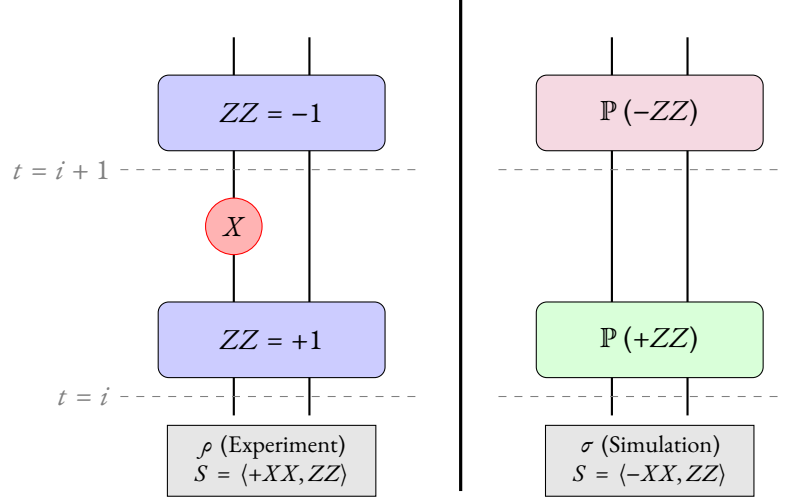 ZZ = −1
ℙ (−ZZ)
t = i + 1
X
ZZ = +1
ℙ (+ZZ)
t = i
ρ (Experiment)
S = ⟨+XX, ZZ⟩
σ (Simulation)
S = ⟨−XX, ZZ⟩